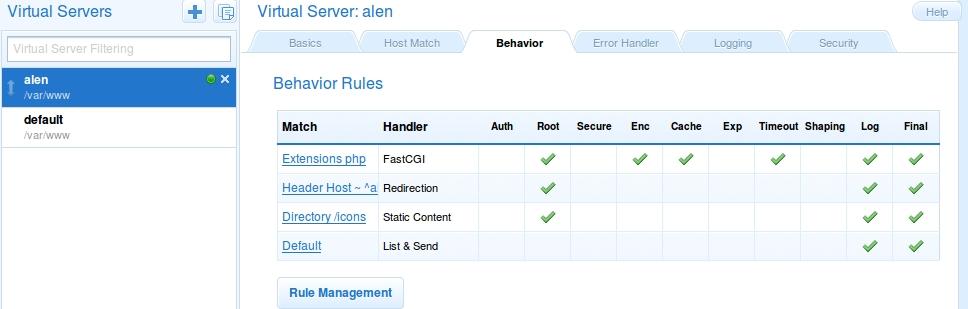 Virtual Servers
Virtual Server Filtering
alen
/var/www
default
/var/www
Virtual Server: alen
Help
Basics Host Match Behavior Error Handler Logging Security
Behavior Rules
Match Handler Auth Root Secure Enc Cache Exp Timeout Shaping Log Final
Extensions php FastCGI
Header Host ~ ^a Redirection
Directory /icons Static Content
Default List & Send
Rule Management